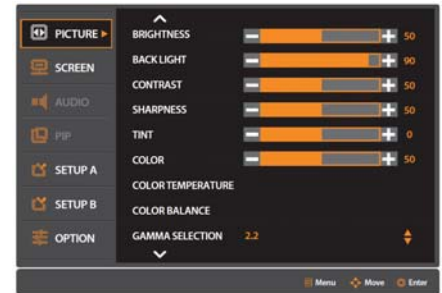 PICTURE
SCREEN
AUDIO
PIP
SETUP A
SETUP B
OPTION
BRIGHTNESS 50
BACK LIGHT 90
CONTRAST 50
SHARPNESS 50
TINT 0
COLOR 50
COLOR TEMPERATURE
COLOR BALANCE
GAMMA SELECTION 2.2
Menu Move Enter